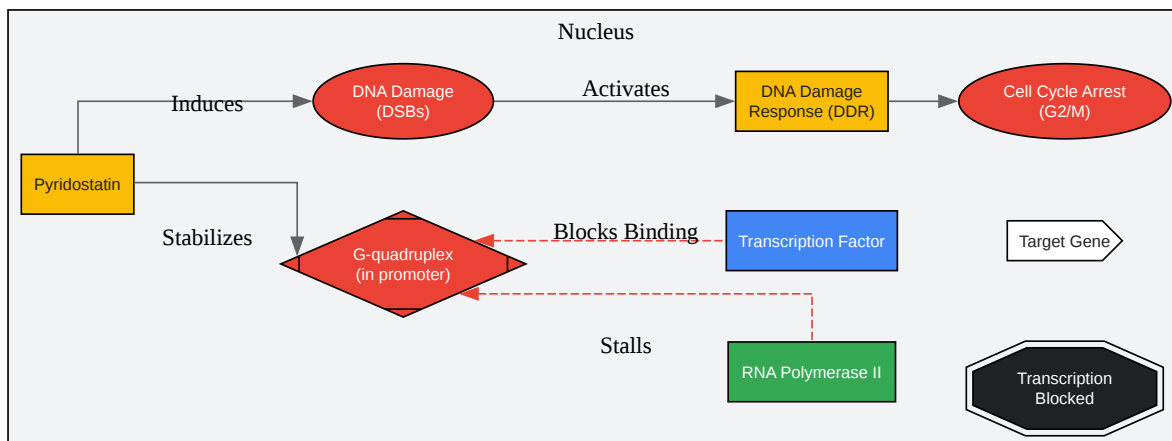 Nucleus
DNA Damage
(DSBs)
Induces
Activates
DNA Damage
Response (DDR)
Cell Cycle Arrest
(G2/M)
Pyridostatin
Stabilizes
G-quadruplex
(in promoter)
Blocks Binding
Transcription Factor
Target Gene
Stalls
RNA Polymerase II
Transcription
Blocked